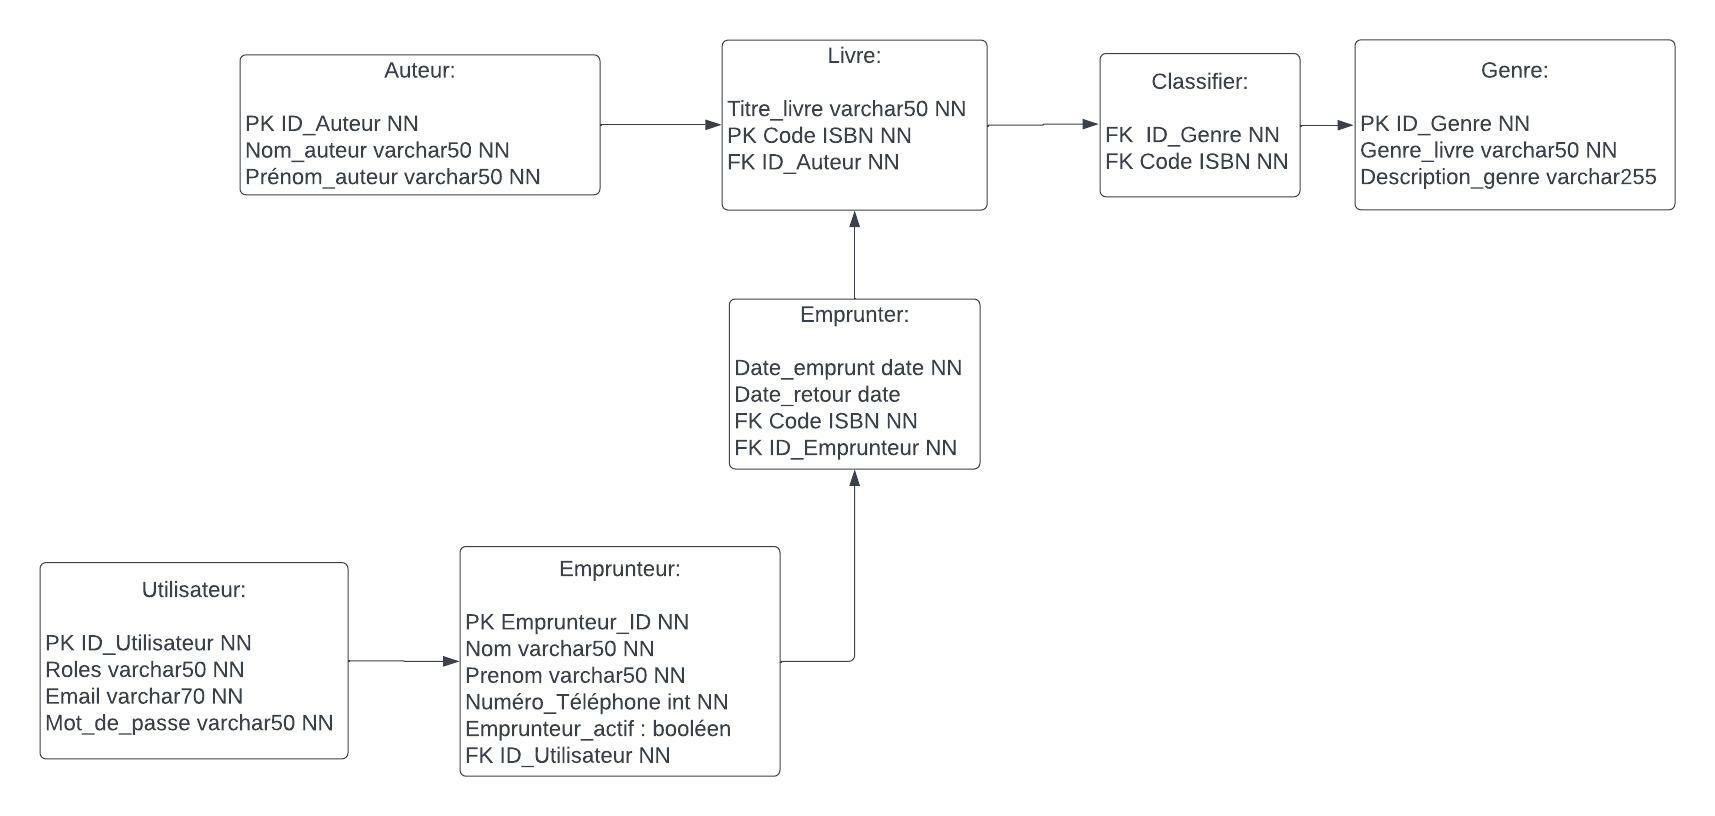 Auteur:
PK ID_Auteur NN
Nom_auteur varchar50 NN
Prénom_auteur varchar50 NN
Livre:
Titre_livre varchar50 NN
PK Code ISBN NN
FK ID_Auteur NN
Classifier:
FK  ID_Genre NN
FK Code ISBN NN
Genre:
PK ID_Genre NN
Genre_livre varchar50 NN
Description_genre varchar255
Emprunter:
Date_emprunt date NN
Date_retour date
FK Code ISBN NN
FK ID_Emprunteur NN
Utilisateur:
PK ID_Utilisateur NN
Roles varchar50 NN
Email varchar70 NN
Mot_de_passe varchar50 NN
Emprunteur:
PK Emprunteur_ID NN
Nom varchar50 NN
Prenom varchar50 NN
Numéro_Téléphone int NN
Emprunteur_actif : booléen
FK ID_Utilisateur NN